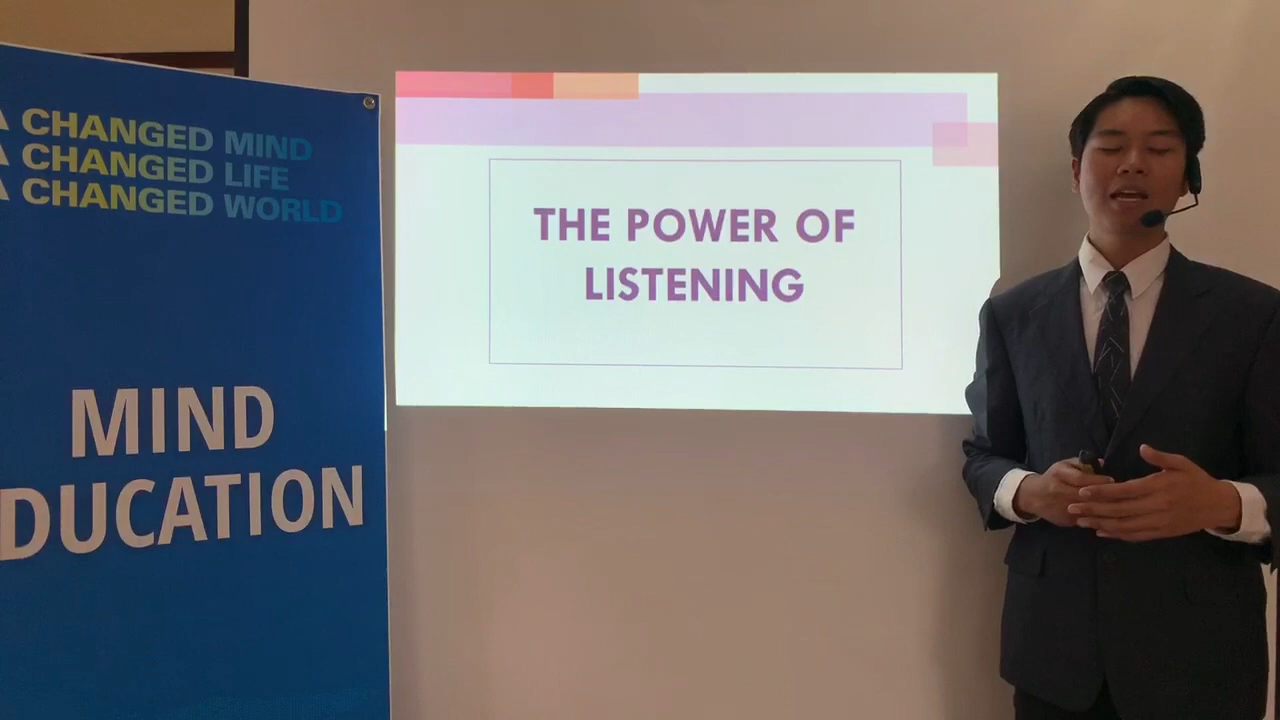 A CHANGED MIND
A CHANGED LIFE
A CHANGED WORLD
MIND
DUCATION
THE POWER OF
LISTENING